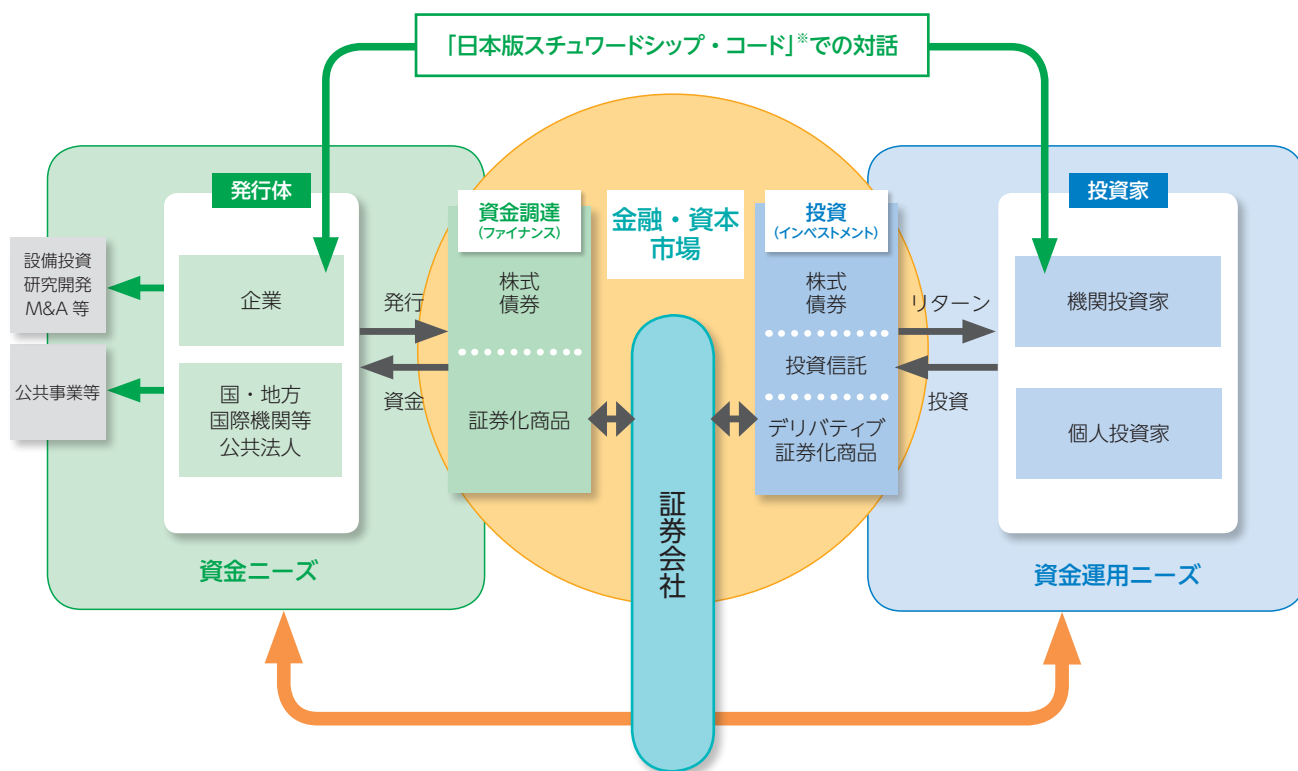 「日本版スチュワードシップ・コード」※での対話
発行体
企業
国・地方
国際機関等
公共法人
設備投資
研究開発
M&A 等
公共事業等
資金ニーズ
発行
資金
資金調達
(ファイナンス)
株式
債券
証券化商品
金融・資本
市場
証券会社
投資
(インベストメント)
株式
債券
投資信託
デリバティブ
証券化商品
リターン
投資
投資家
機関投資家
個人投資家
資金運用ニーズ